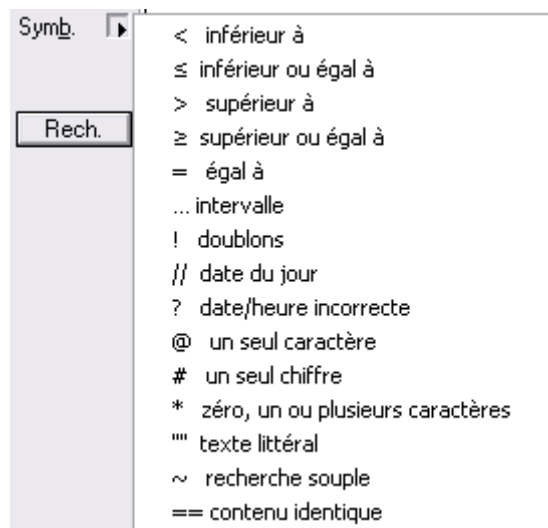 Symb.
< inférieur à
≤ inférieur ou égal à
> supérieur à
Rech.
≥ supérieur ou égal à
= égal à
... intervalle
! doublons
// date du jour
? date/heure incorrecte
@ un seul caractère
# un seul chiffre
* zéro, un ou plusieurs caractères
"" texte littéral
~ recherche souple
== contenu identique